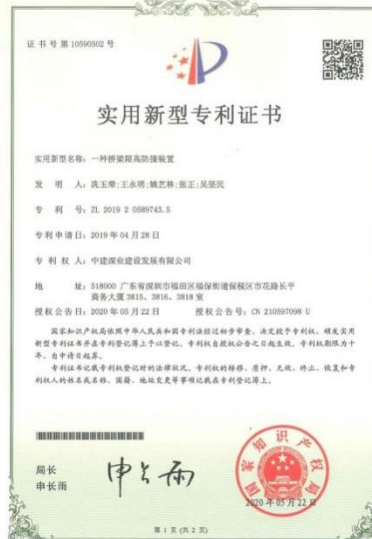 证书号第10590502号
实用新型专利证书
实用新型名称：一种桥梁限高防撞装置
发 明 人：冼玉荣;王永明;姚艺林;张正;吴坚民
专 利 号：ZL 2019 2 0589743.5
专利申请日：2019年04月28日
专 利 权 人：中建深业建设发展有限公司
地 址：518000 广东省深圳市福田区福保街道保税区市花路长平
商务大厦 3815、3816、3818室
授权公告日：2020年05月22日 授权公告号：CN 210597098 U
国家知识产权局依照中华人民共和国专利法经过初步审查，决定授予专利权，颁发实用
新型专利证书并在专利登记簿上予以登记。专利权自授权公告之日起生效。专利权期限为十
年，自申请日起算。
专利证书记载专利权登记时的法律状况。专利权的转移、质押、无效、终止、恢复和专
利权人的姓名或名称、国籍、地址变更等事项记载在专利登记簿上。
局长
申长雨
申长雨
国家知识产权局
2020年05月22日
第 1 页 (共 2 页)